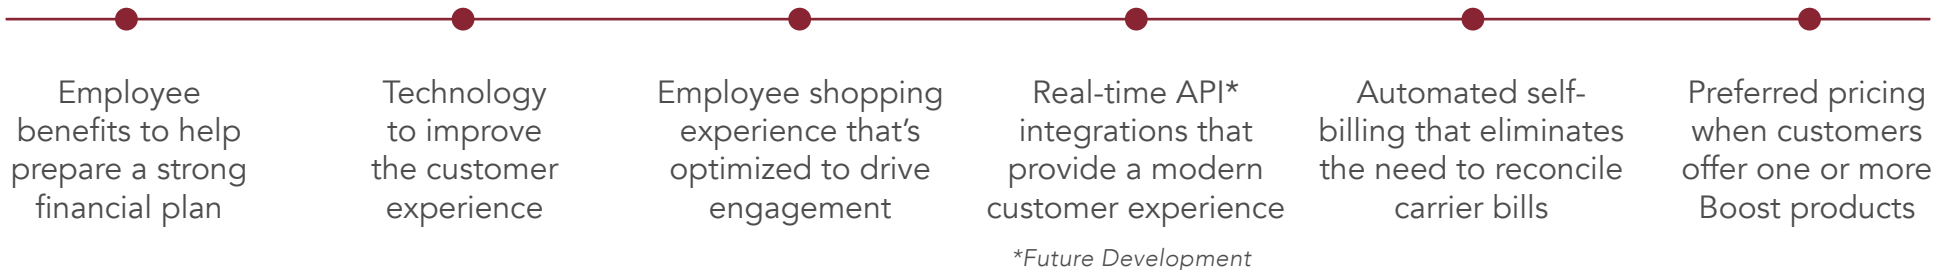 Employee
benefits to help
prepare a strong
financial plan
Technology
to improve
the customer
experience
Employee shopping
experience that's
optimized to drive
engagement
Real-time API*
integrations that
provide a modern
customer experience
*Future Development
Automated self-
billing that eliminates
the need to reconcile
carrier bills
Preferred pricing
when customers
offer one or more
Boost products